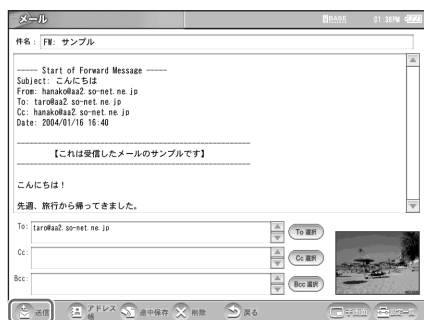 メール
BASE 01:38PM
件名： FW: サンプル
----- Start of Forward Message -----
Subject: こんにちは
From: hanako@aa2.so-net.ne.jp
To: taro@aa2.so-net.ne.jp
Cc: hanako@aa2.so-net.ne.jp
Date: 2004/01/16 16:40
【これは受信したメールのサンプルです】
こんにちは！
先週、旅行から帰ってきました。
To: taro@aa2.so-net.ne.jp To 選択
Cc: Cc 選択
Bcc: Bcc 選択
送信 アドレス帳 途中保存 削除 戻る 子画面